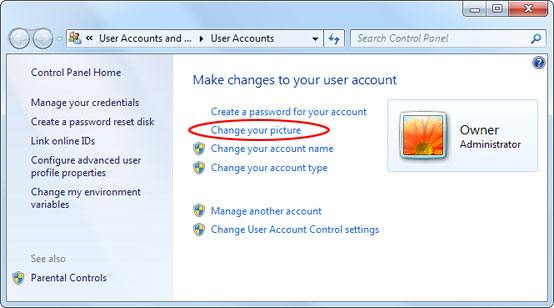 « User Accounts and ... ▸ User Accounts
Search Control Panel
Control Panel Home
Manage your credentials
Create a password reset disk
Link online IDs
Configure advanced user
profile properties
Change my environment
variables
See also
Parental Controls
Make changes to your user account
Create a password for your account
Change your picture
Change your account name
Change your account type
Manage another account
Change User Account Control settings
Owner
Administrator